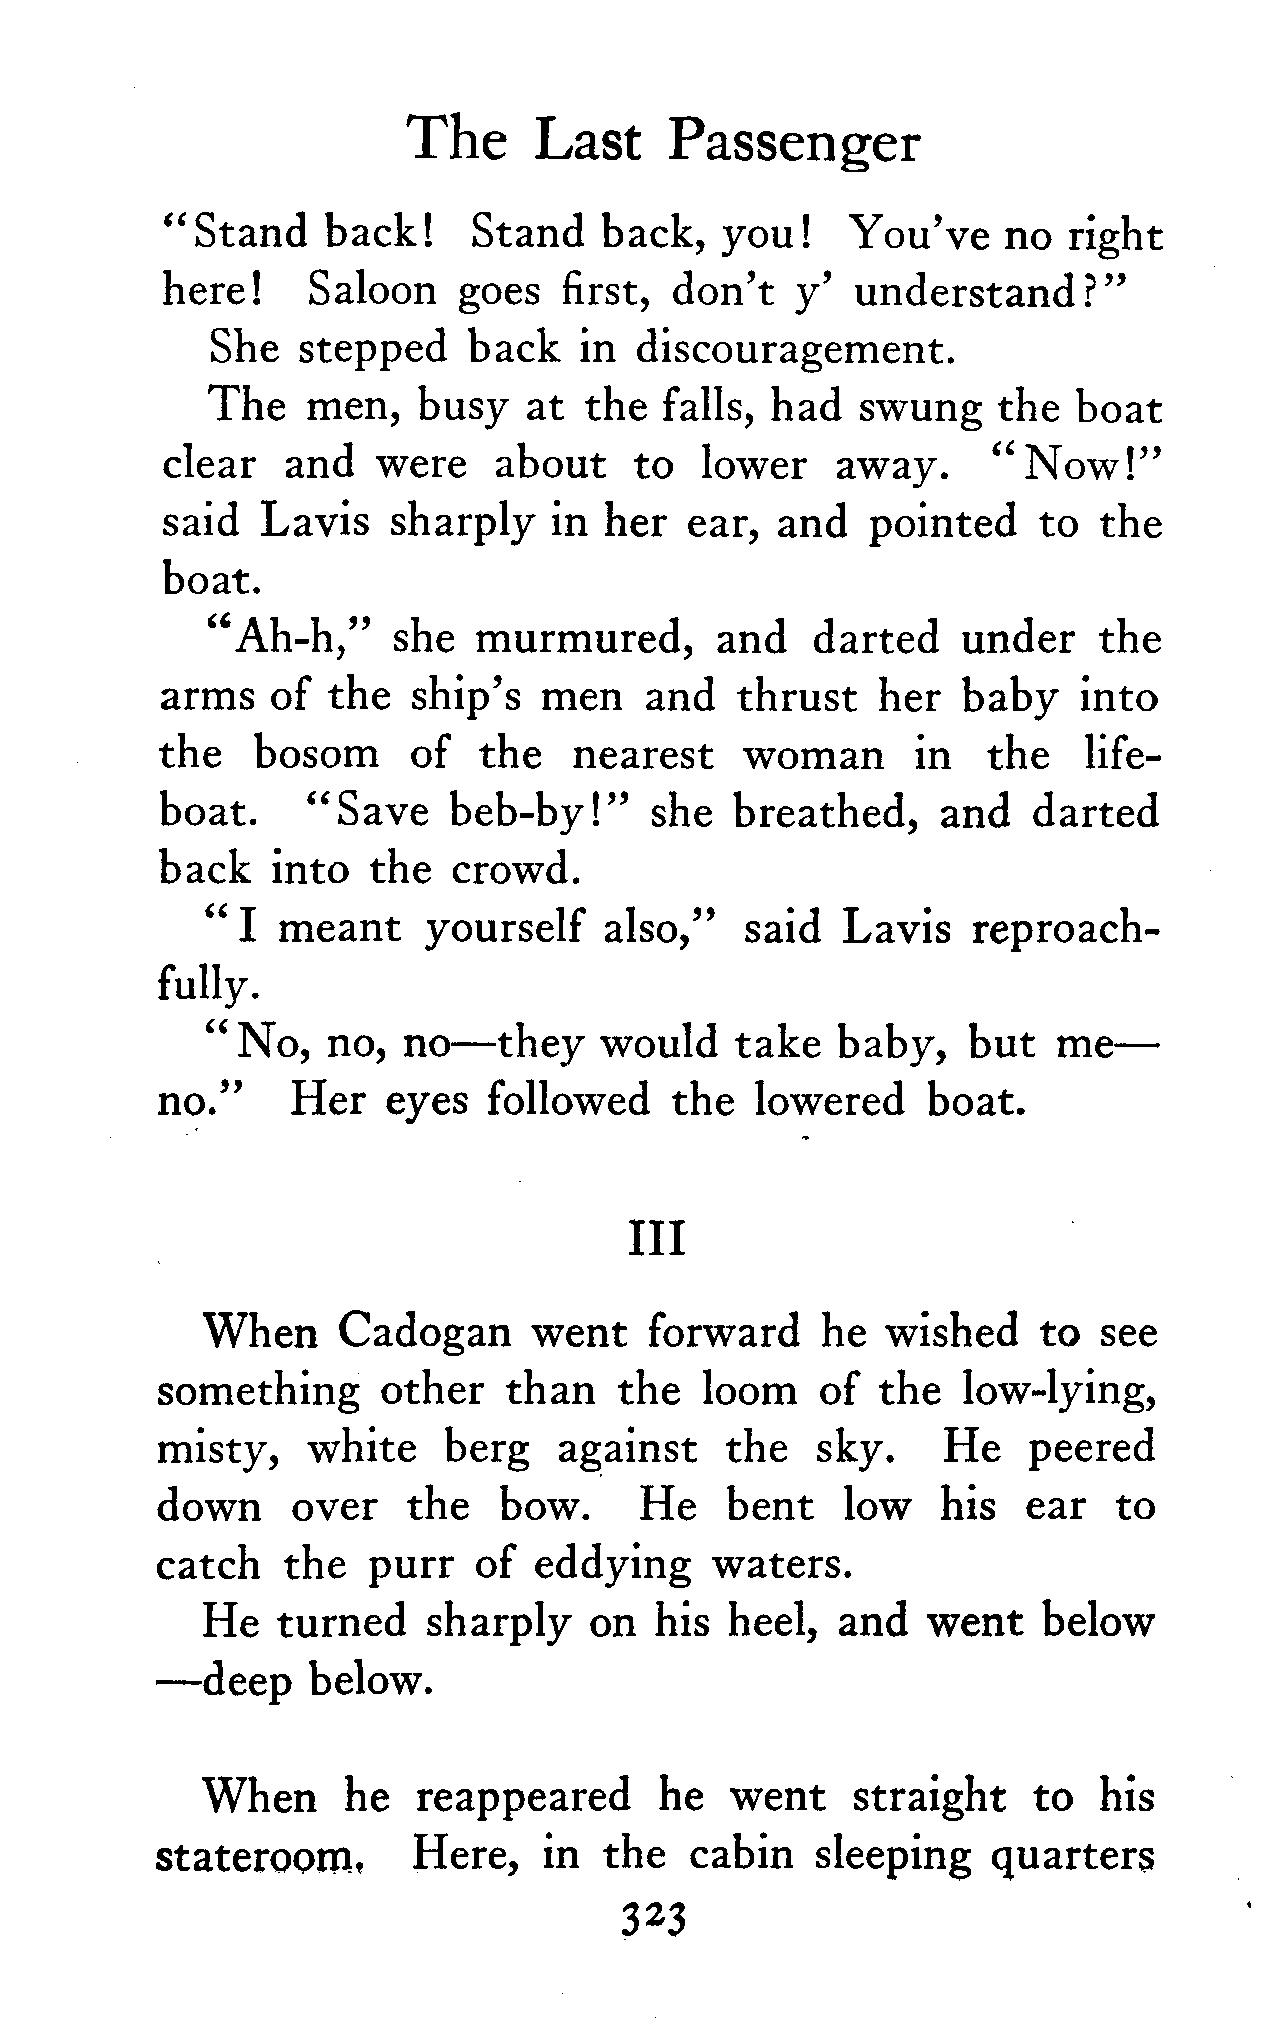 The Last Passenger
"Stand back! Stand back, you! You've no right
here! Saloon goes first, don't y' understand?"
She stepped back in discouragement.
The men, busy at the falls, had swung the boat
clear and were about to lower away. "Now!"
said Lavis sharply in her ear, and pointed to the
boat.
"Ah-h," she murmured, and darted under the
arms of the ship's men and thrust her baby into
the bosom of the nearest woman in the life-
boat. "Save beb-by!" she breathed, and darted
back into the crowd.
"I meant yourself also," said Lavis reproach-
fully.
"No, no, no—they would take baby, but me—
no." Her eyes followed the lowered boat.
III
When Cadogan went forward he wished to see
something other than the loom of the low-lying,
misty, white berg against the sky. He peered
down over the bow. He bent low his ear to
catch the purr of eddying waters.
He turned sharply on his heel, and went below
—deep below.
When he reappeared he went straight to his
stateroom. Here, in the cabin sleeping quarters
323